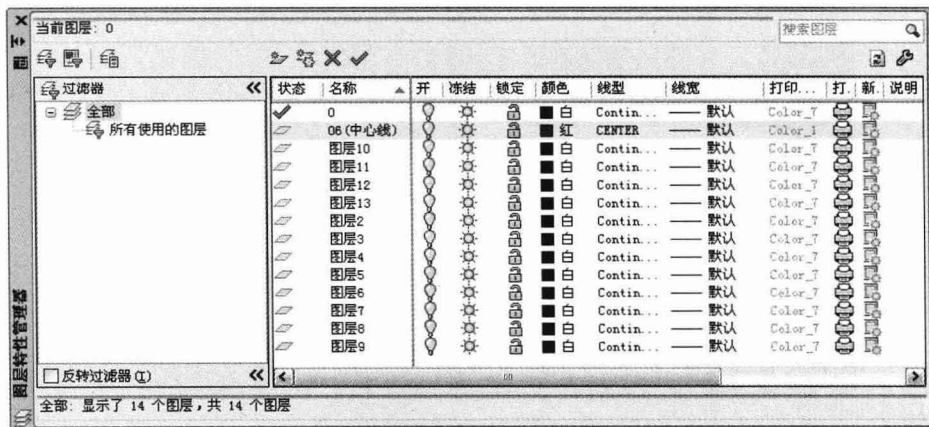 当前图层: 0
搜索图层
过滤器
全部
所有使用的图层
状态 名称 开 冻结 锁定 颜色 线型 线宽 打印... 打. 新. 说明
0 白 Contin... 默认 Color_7
06(中心线) 红 CENTER 默认 Color_1
图层10 白 Contin... 默认 Color_7
图层11 白 Contin... 默认 Color_7
图层12 白 Contin... 默认 Color_7
图层13 白 Contin... 默认 Color_7
图层2 白 Contin... 默认 Color_7
图层3 白 Contin... 默认 Color_7
图层4 白 Contin... 默认 Color_7
图层5 白 Contin... 默认 Color_7
图层6 白 Contin... 默认 Color_7
图层7 白 Contin... 默认 Color_7
图层8 白 Contin... 默认 Color_7
图层9 白 Contin... 默认 Color_7
反转过滤器(I)
全部: 显示了 14 个图层,共 14 个图层
图层特性管理器